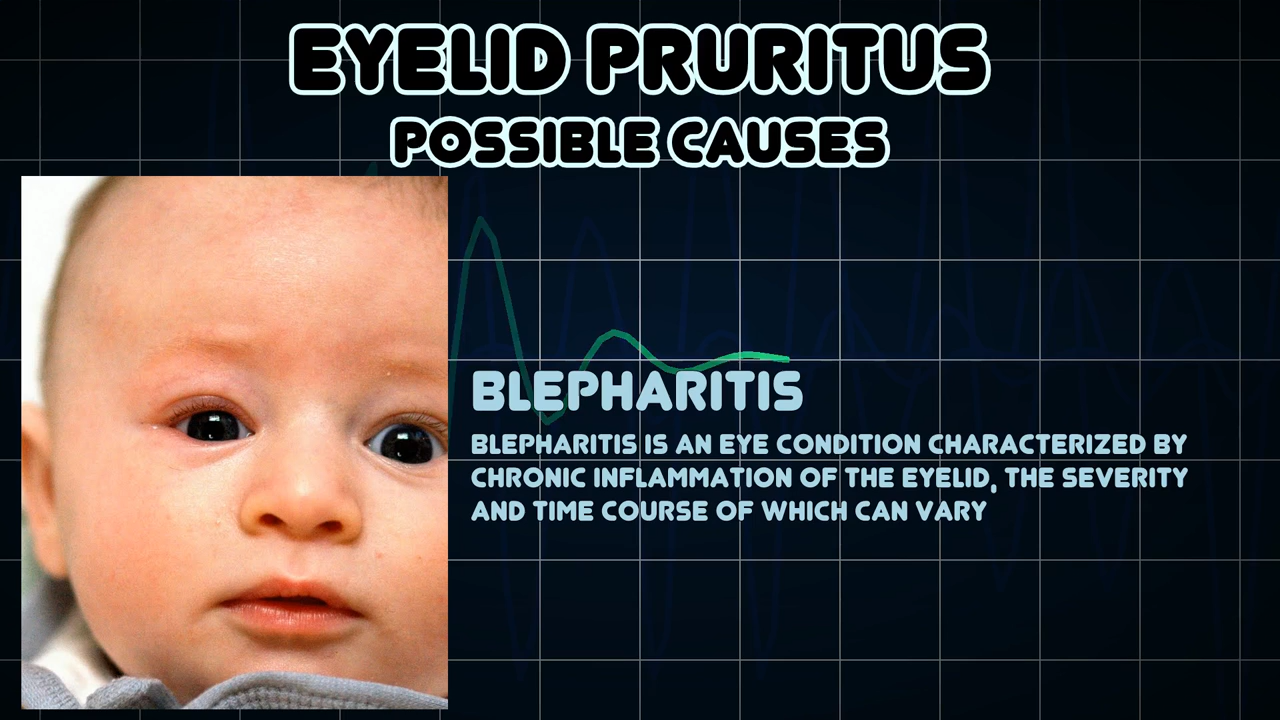 EYELID PRURITUS
POSSIBLE CAUSES
BLEPHARITIS
BLEPHARITIS IS AN EYE CONDITION CHARACTERIZED BY
CHRONIC INFLAMMATION OF THE EYELID, THE SEVERITY
AND TIME COURSE OF WHICH CAN VARY